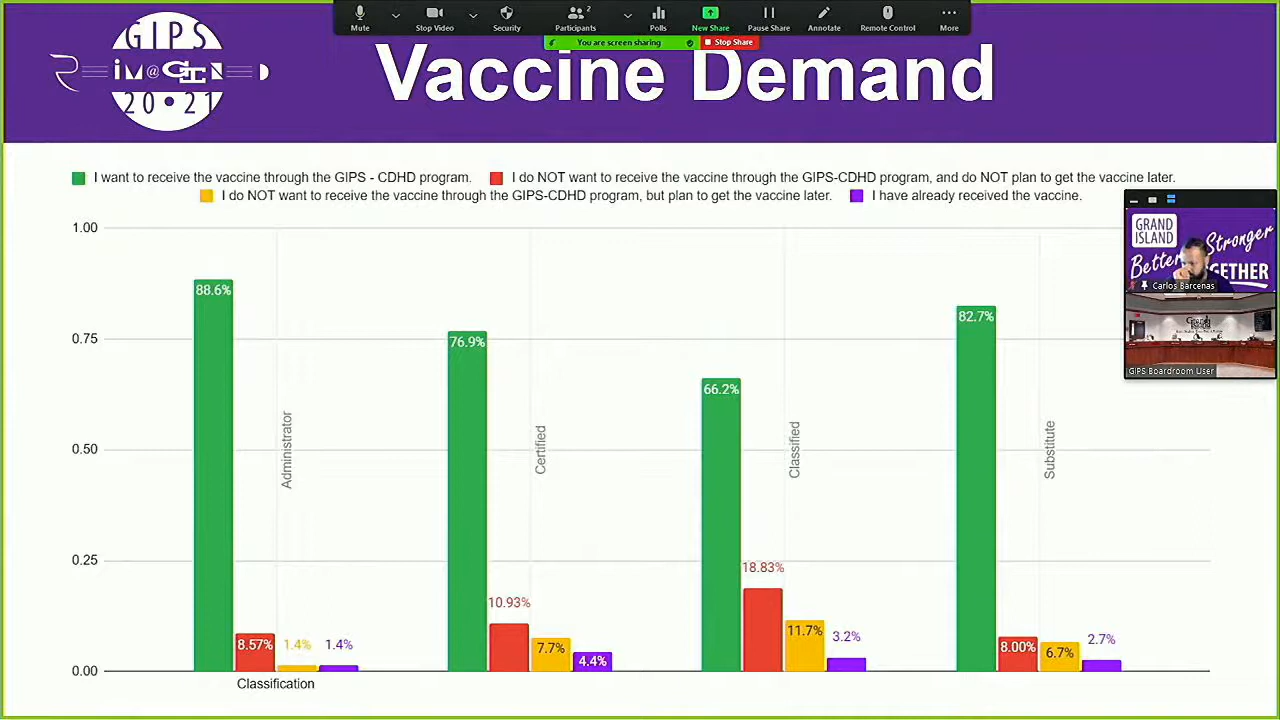 Mute
Stop Video
Security
2
Participants
Polls
New Share
Pause Share
Annotate
Remote Control
More
You are screen sharing
Stop Share
GIPS
20•21
Vaccine Demand
I want to receive the vaccine through the GIPS - CDHD program.
I do NOT want to receive the vaccine through the GIPS-CDHD program, and do NOT plan to get the vaccine later.
I do NOT want to receive the vaccine through the GIPS-CDHD program, but plan to get the vaccine later.
I have already received the vaccine.
1.00
0.75
0.50
0.25
0.00
88.6%
8.57%
1.4%
1.4%
Administrator
76.9%
10.93%
7.7%
4.4%
Certified
66.2%
18.83%
11.7%
3.2%
Classified
82.7%
8.00%
6.7%
2.7%
Substitute
Classification
GRAND
ISLAND
Stronger
Better
Carlos Barcenas
GIPS Boardroom User